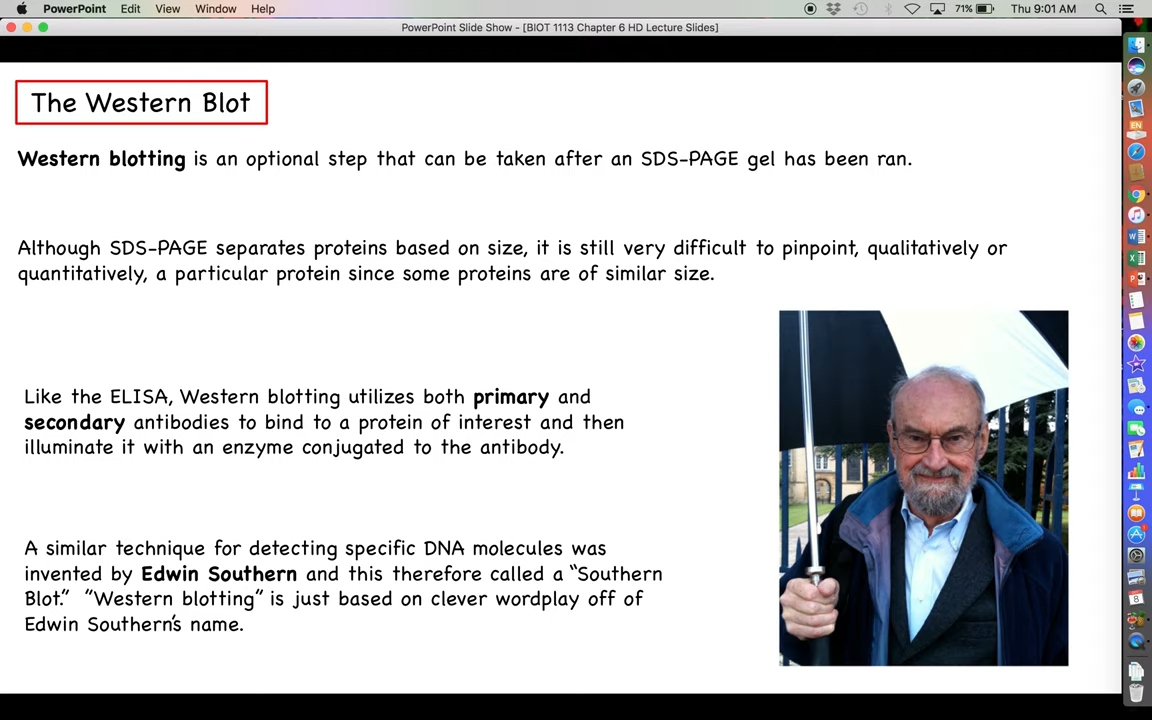 PowerPoint Edit View Window Help 71% Thu 9:01 AM
PowerPoint Slide Show - [BIOT 1113 Chapter 6 HD Lecture Slides]
The Western Blot
Western blotting is an optional step that can be taken after an SDS-PAGE gel has been ran.
Although SDS-PAGE separates proteins based on size, it is still very difficult to pinpoint, qualitatively or
quantitatively, a particular protein since some proteins are of similar size.
Like the ELISA, Western blotting utilizes both primary and
secondary antibodies to bind to a protein of interest and then
illuminate it with an enzyme conjugated to the antibody.
A similar technique for detecting specific DNA molecules was
invented by Edwin Southern and this therefore called a “Southern
Blot.” “Western blotting” is just based on clever wordplay off of
Edwin Southern’s name.
EN
8